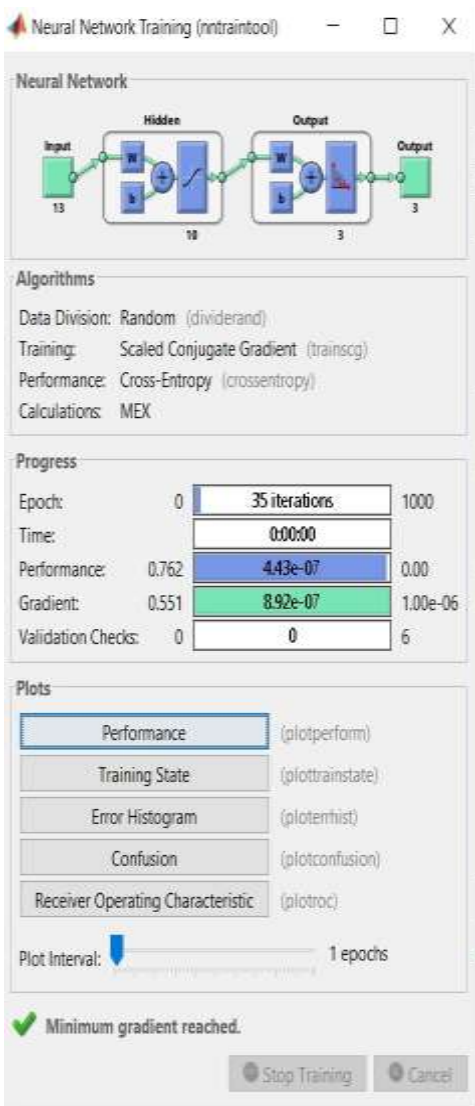 Neural Network Training (nntraintool)
Neural Network
Hidden
Output
Input
W
b
+
W
b
+
Output
13
10
3
3
Algorithms
Data Division: Random (dividerand)
Training: Scaled Conjugate Gradient (trainscg)
Performance: Cross-Entropy (crossentropy)
Calculations: MEX
Progress
Epoch: 0 35 iterations 1000
Time: 0:00:00
Performance: 0.762 4.43e-07 0.00
Gradient: 0.551 8.92e-07 1.00e-06
Validation Checks: 0 0 6
Plots
Performance (plotperform)
Training State (plottrainstate)
Error Histogram (ploterrhist)
Confusion (plotconfusion)
Receiver Operating Characteristic (plotroc)
Plot Interval: 1 epochs
Minimum gradient reached.
Stop Training Cancel